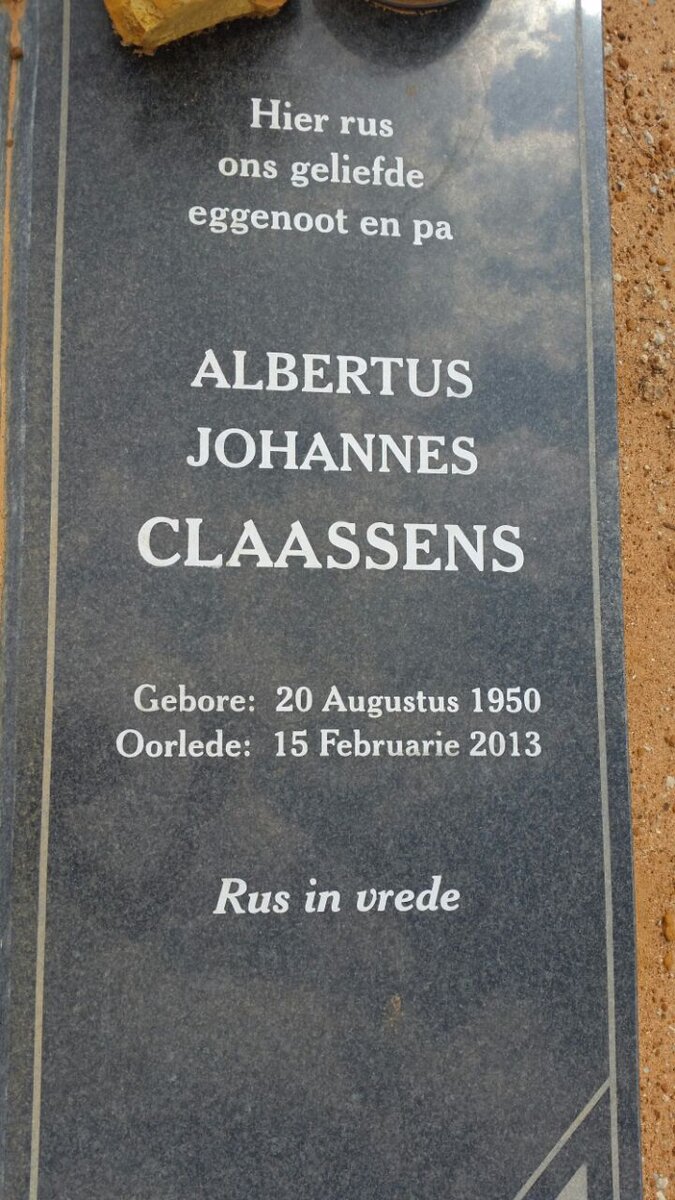 Hier rus
ons geliefde
eggenoot en pa
ALBERTUS
JOHANNES
CLAASSENS
Gebore: 20 Augustus 1950
Oorlede: 15 Februarie 2013
Rus in vrede